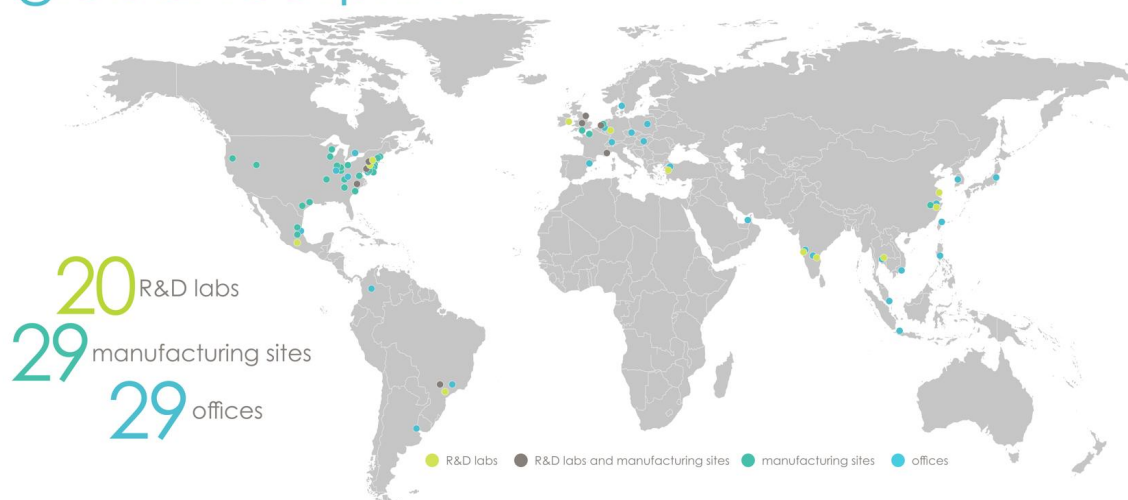 20 R&D labs
29 manufacturing sites
29 offices
R&D labs R&D labs and manufacturing sites manufacturing sites offices